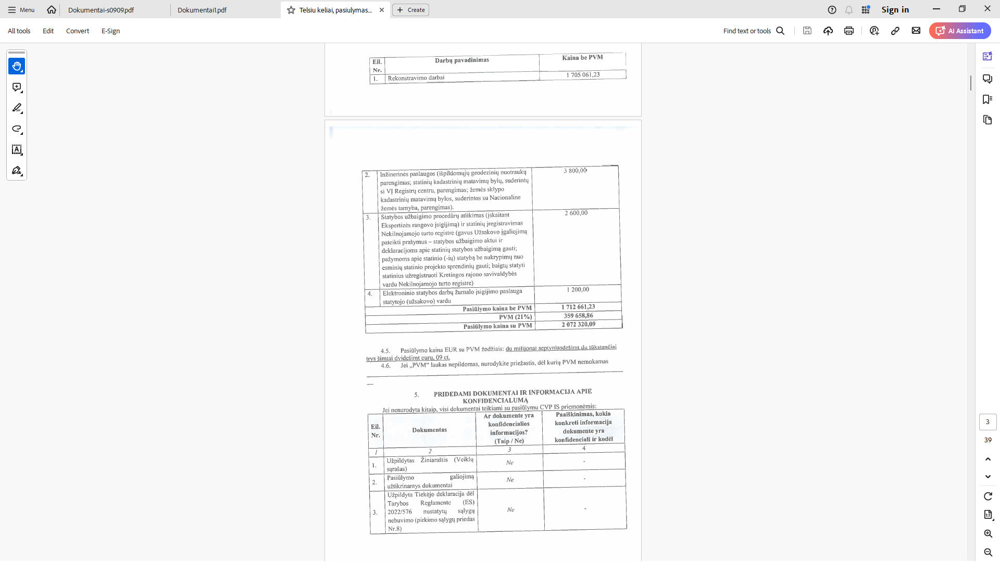 Menu
Dokumentai-s0909.pdf
Dokumentai1.pdf
Telsiu keliai, pasiulymas....
Create
Sign in
All tools
Edit
Convert
E-Sign
Find text or tools
AI Assistant
Eil. Nr.
Darbų pavadinimas
Kaina be PVM
1.
Rekonstravimo darbai
1 705 061,23
2.
Inžinerinės paslaugos (išpildomųjų geodezinių nuotraukų
parengimas; statinių kadastrinių matavimų bylų, suderintų
si VĮ Registrų centru, parengimas; žemės sklypo
kadastrinių matavimų bylos, suderintos su Nacionaline
žemės tarnyba, parengimas).
3 800,00
3.
Statybos užbaigimo procedūrų atlikimas (įskaitant
Ekspertizės rangovo įsigijimą) ir statinių įregistravimas
Nekilnojamojo turto registre (gavus Užsakovo įgaliojimą
pateikti prašymus – statybos užbaigimo aktui ir
deklaracijoms apie statinių statybos užbaigimą gauti;
pažymoms apie statinio (-ių) statybą be nukrypimų nuo
esminių statinio projekto sprendinių gauti; baigtų statyti
statinius užregistruoti Kretingos rajono savivaldybės
vardu Nekilnojamojo turto registre)
2 600,00
4.
Elektroninio statybos darbų žurnalo įsigijimo paslauga
statytojo (užsakovo) vardu
1 200,00
Pasiūlymo kaina be PVM
1 712 661,23
PVM (21%)
359 658,86
Pasiūlymo kaina su PVM
2 072 320,09
4.5. Pasiūlymo kaina EUR su PVM žodžiais: du milijonai septyniasdešimt du tūkstančiai
trys šimtai dvidešimt eurų, 09 ct.
4.6. Jei „PVM“ laukas nepildomas, nurodykite priežastis, dėl kurių PVM nemokamas
5. PRIDEDAMI DOKUMENTAI IR INFORMACIJA APIE
KONFIDENCIALUMĄ
Jei nenurodyta kitaip, visi dokumentai teikiami su pasiūlymu CVP IS priemonėmis:
Eil.
Nr.
Dokumentas
Ar dokumente yra
konfidencialios
informacijos?
(Taip / Ne)
Paaiškinimas, kokia
konkreti informacija
dokumente yra
konfidenciali ir kodėl
1
2
3
4
1.
Užpildytas Žiniaraštis (Veiklų
sąrašas)
Ne
-
2.
Pasiūlymo galiojimą
užtikrinantys dokumentai
Ne
-
3.
Užpildyta Tiekėjo deklaracija dėl
Tarybos Reglamente (ES)
2022/576 nustatytų sąlygų
nebuvimo (pirkimo sąlygų priedas
Nr.8)
Ne
-
3
39